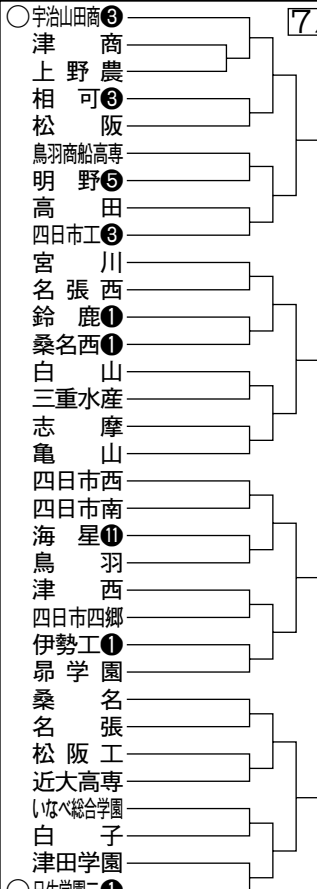 ○宇治山田商❸
津商
上野農
相可❸
松阪
鳥羽商船高専
明野❺
高田
四日市工❸
宮川
名張西
鈴鹿❶
桑名西❶
白山
三重水産
志摩
亀山
四日市西
四日市南
海星⓫
鳥羽
津西
四日市四郷
伊勢工❶
昴学園
桑名
名張
松阪工
近大高専
いなべ総合学園
白子
津田学園